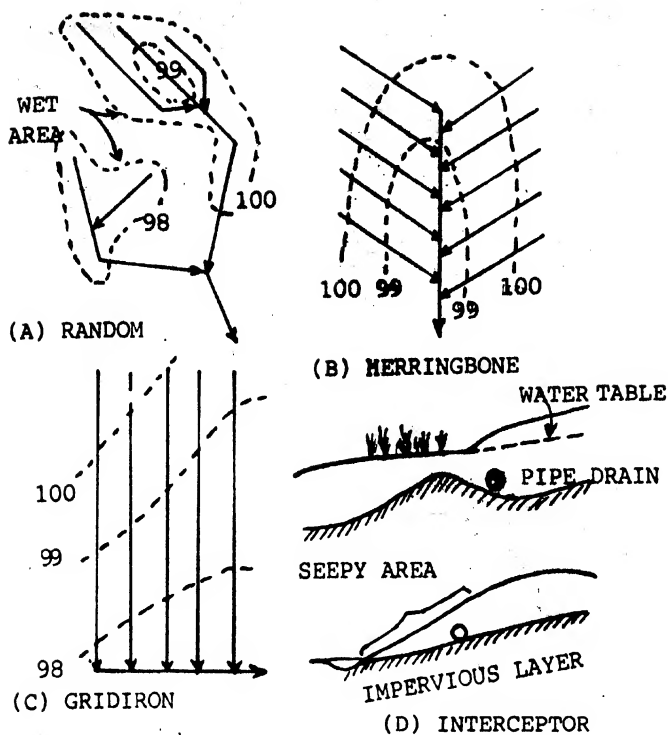 99
WET
AREA
98
100
(A) RANDOM
100 99 99 100
(B) HERRINGBONE
100
99
98
(C) GRIDIRON
WATER TABLE
PIPE DRAIN
SEEPY AREA
IMPERVIOUS LAYER
(D) INTERCEPTOR